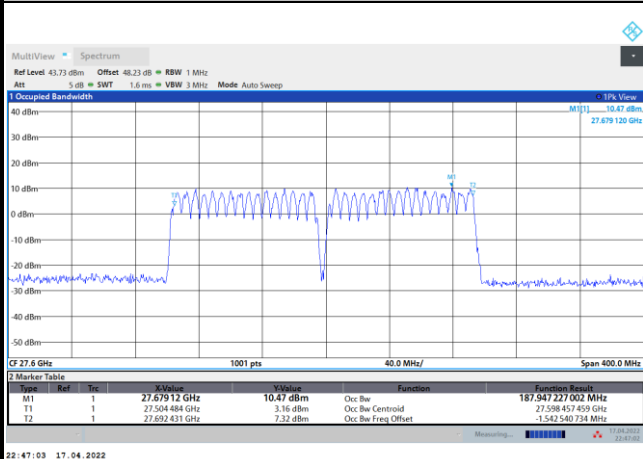 MultiView Spectrum
Ref Level 43.73 dBm Offset 48.23 dB RBW 1 MHz
Att 5 dB SWT 1.6 ms VBW 3 MHz Mode Auto Sweep
1 Occupied Bandwidth 1Pk View
M1[1] 10.47 dBm
27.679 120 GHz
40 dBm
30 dBm
20 dBm
M1
10 dBm
T1
T2
0 dBm
-10 dBm
-20 dBm
-30 dBm
-40 dBm
-50 dBm
CF 27.6 GHz 1001 pts 40.0 MHz/ Span 400.0 MHz
2 Marker Table
Type Ref Trc X-Value Y-Value Function Function Result
M1 1 27.67912 GHz 10.47 dBm Occ Bw 187.947 227 002 MHz
T1 1 27.504 484 GHz 3.16 dBm Occ Bw Centroid 27.598 457 459 GHz
T2 1 27.692 431 GHz 7.32 dBm Occ Bw Freq Offset -1.542 540 734 MHz
Measuring... 17.04.2022
22:47:02
22:47:03 17.04.2022